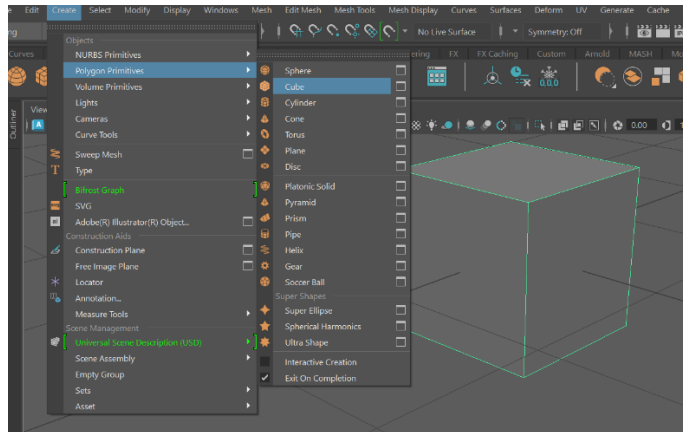 Edit Create Select Modify Display Windows Mesh Edit Mesh Mesh Tools Mesh Display Curves Surfaces Deform UV Generate Cache
No Live Surface Symmetry: Off
Curves
FX FX Caching Custom Arnold MASH
Outliner
View
0.00
0,0,0
Objects
NURBS Primitives
Polygon Primitives
Volume Primitives
Lights
Cameras
Curve Tools
Sweep Mesh
Type
Bifrost Graph
SVG
Adobe(R) Illustrator(R) Object...
Construction Aids
Construction Plane
Free Image Plane
Locator
Annotation...
Measure Tools
Scene Management
Universal Scene Description (USD)
Scene Assembly
Empty Group
Sets
Asset
Sphere
Cube
Cylinder
Cone
Torus
Plane
Disc
Platonic Solid
Pyramid
Prism
Pipe
Helix
Gear
Soccer Ball
Super Shapes
Super Ellipse
Spherical Harmonics
Ultra Shape
Interactive Creation
Exit On Completion